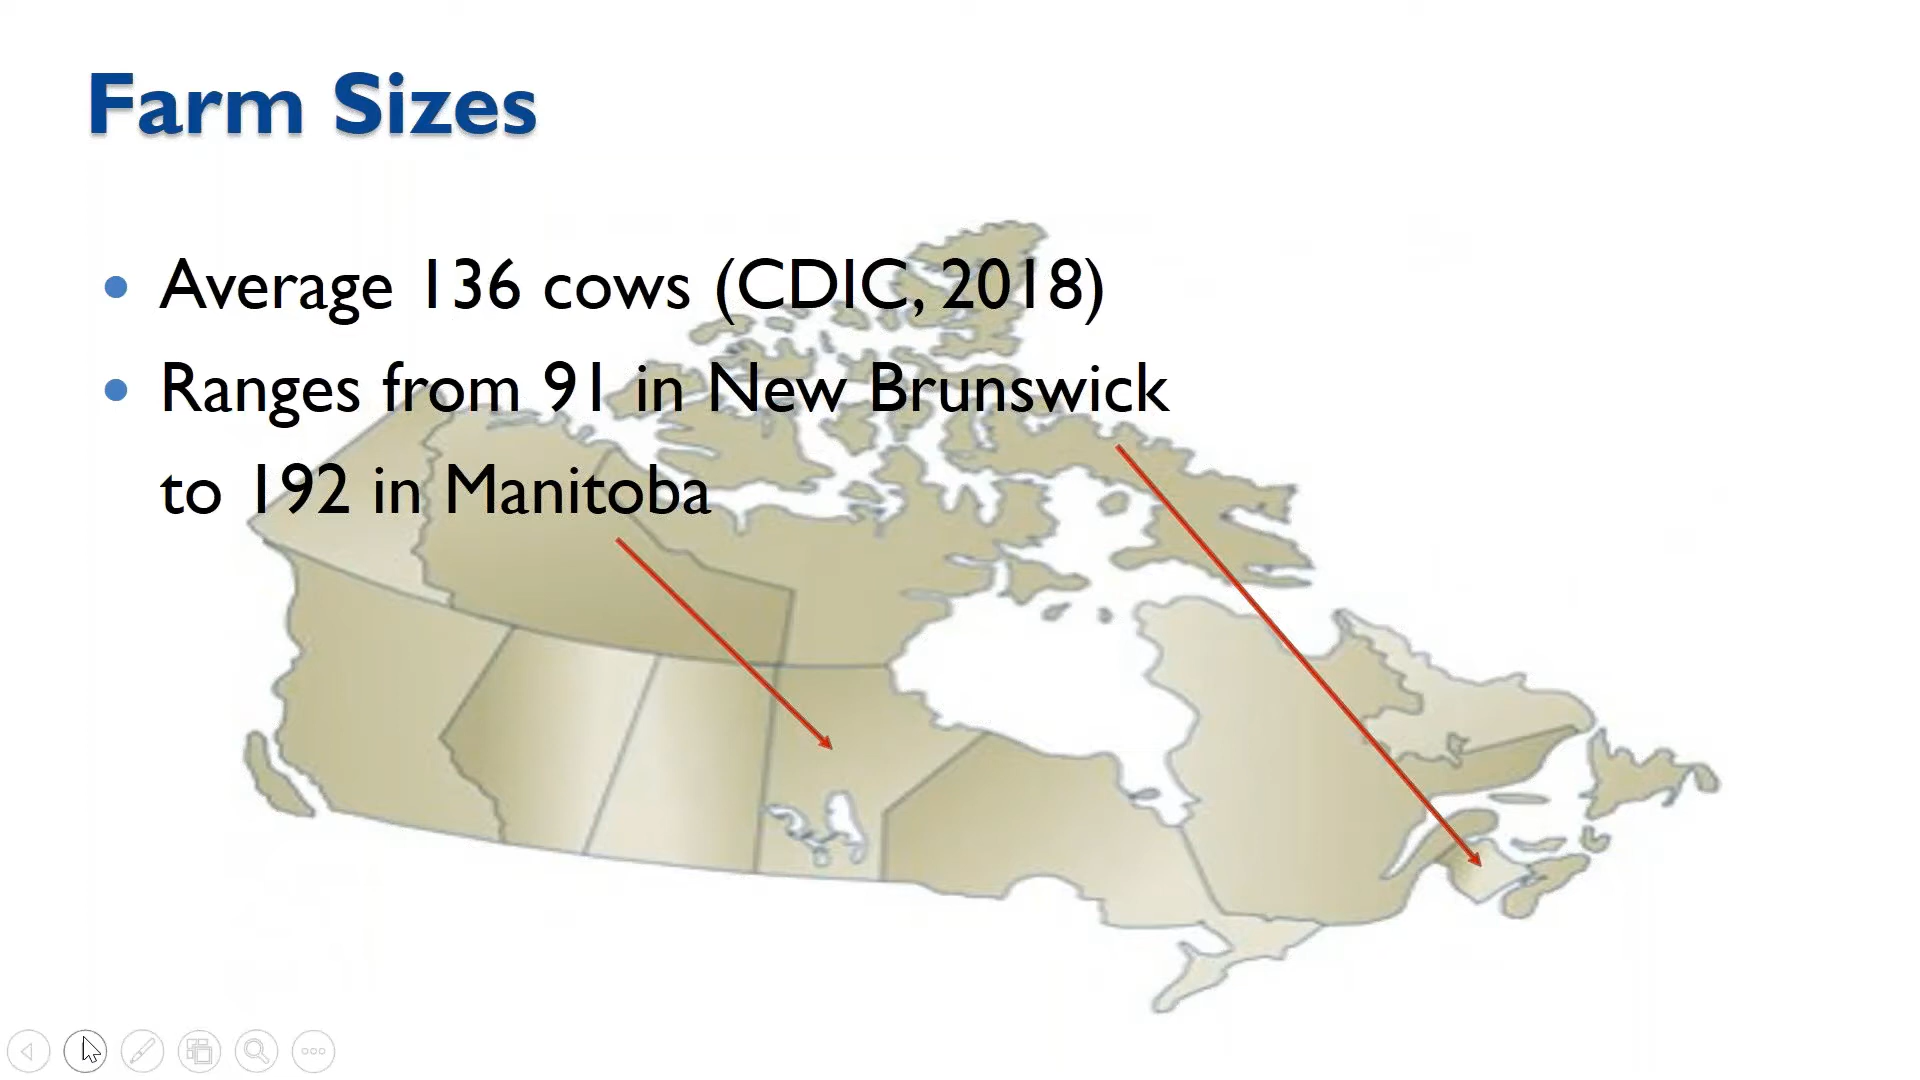 Farm Sizes
• Average 136 cows (CDIC, 2018)
• Ranges from 91 in New Brunswick
to 192 in Manitoba